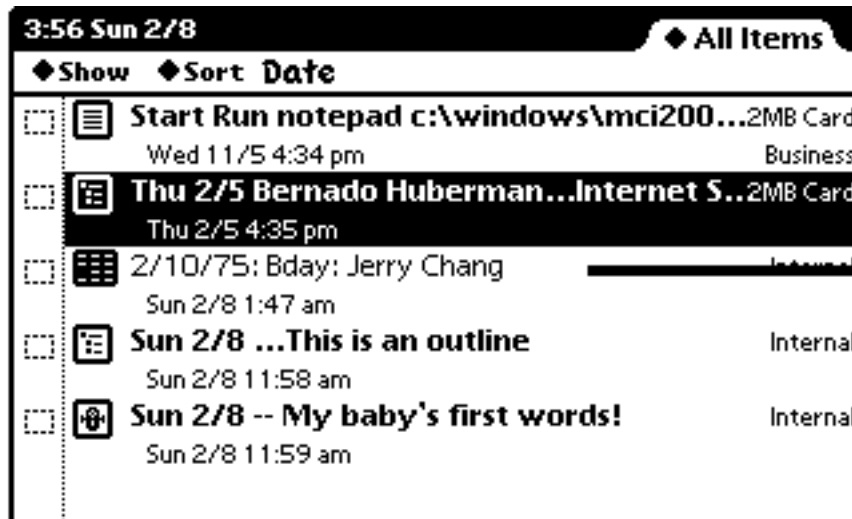 3:56 Sun 2/8 ◆All Items
◆Show ◆Sort Date
Start Run notepad c:\windows\mci200...2MB Card
Wed 11/5 4:34 pm Business
Thu 2/5 Bernado Huberman...Internet S..2MB Card
Thu 2/5 4:35 pm
2/10/75: Bday: Jerry Chang Internal
Sun 2/8 1:47 am
Sun 2/8 ...This is an outline Internal
Sun 2/8 11:58 am
Sun 2/8 -- My baby's first words! Internal
Sun 2/8 11:59 am